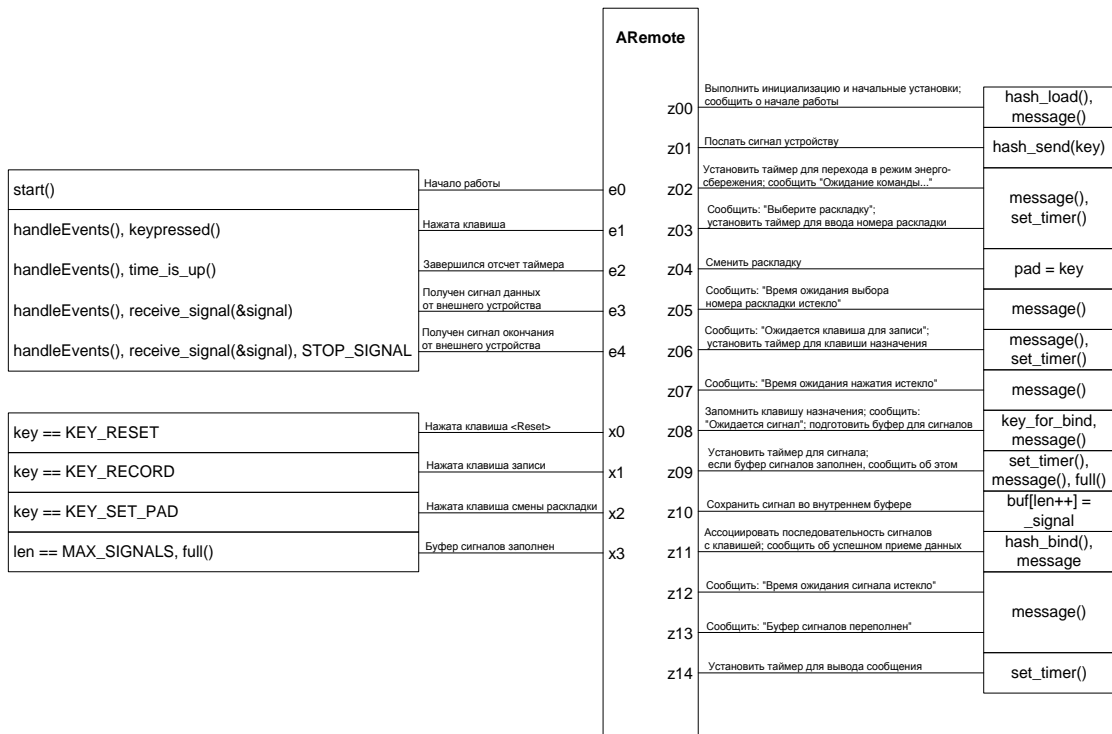 ARemote
start()
Начало работы
e0
handleEvents(), keypressed()
Нажата клавиша
e1
handleEvents(), time_is_up()
Завершился отсчет таймера
e2
handleEvents(), receive_signal(&signal)
Получен сигнал данных
от внешнего устройства
e3
handleEvents(), receive_signal(&signal), STOP_SIGNAL
Получен сигнал окончания
от внешнего устройства
e4
key == KEY_RESET
Нажата клавиша <Reset>
x0
key == KEY_RECORD
Нажата клавиша записи
x1
key == KEY_SET_PAD
Нажата клавиша смены раскладки
x2
len == MAX_SIGNALS, full()
Буфер сигналов заполнен
x3
z00
Выполнить инициализацию и начальные установки;
сообщить о начале работы
hash_load(),
message()
z01
Послать сигнал устройству
hash_send(key)
z02
Установить таймер для перехода в режим энерго-
сбережения; сообщить "Ожидание команды..."
z03
Сообщить: "Выберите раскладку";
установить таймер для ввода номера раскладки
message(),
set_timer()
z04
Сменить раскладку
pad = key
z05
Сообщить: "Время ожидания выбора
номера раскладки истекло"
message()
z06
Сообщить: "Ожидается клавиша для записи";
установить таймер для клавиши назначения
message(),
set_timer()
z07
Сообщить: "Время ожидания нажатия истекло"
message()
z08
Запомнить клавишу назначения; сообщить:
"Ожидается сигнал"; подготовить буфер для сигналов
key_for_bind,
message()
z09
Установить таймер для сигнала;
если буфер сигналов заполнен, сообщить об этом
set_timer(),
message(), full()
z10
Сохранить сигнал во внутреннем буфере
buf[len++] =
_signal
z11
Ассоциировать последовательность сигналов
с клавишей; сообщить об успешном приеме данных
hash_bind(),
message
z12
Сообщить: "Время ожидания сигнала истекло"
z13
Сообщить: "Буфер сигналов переполнен"
message()
z14
Установить таймер для вывода сообщения
set_timer()